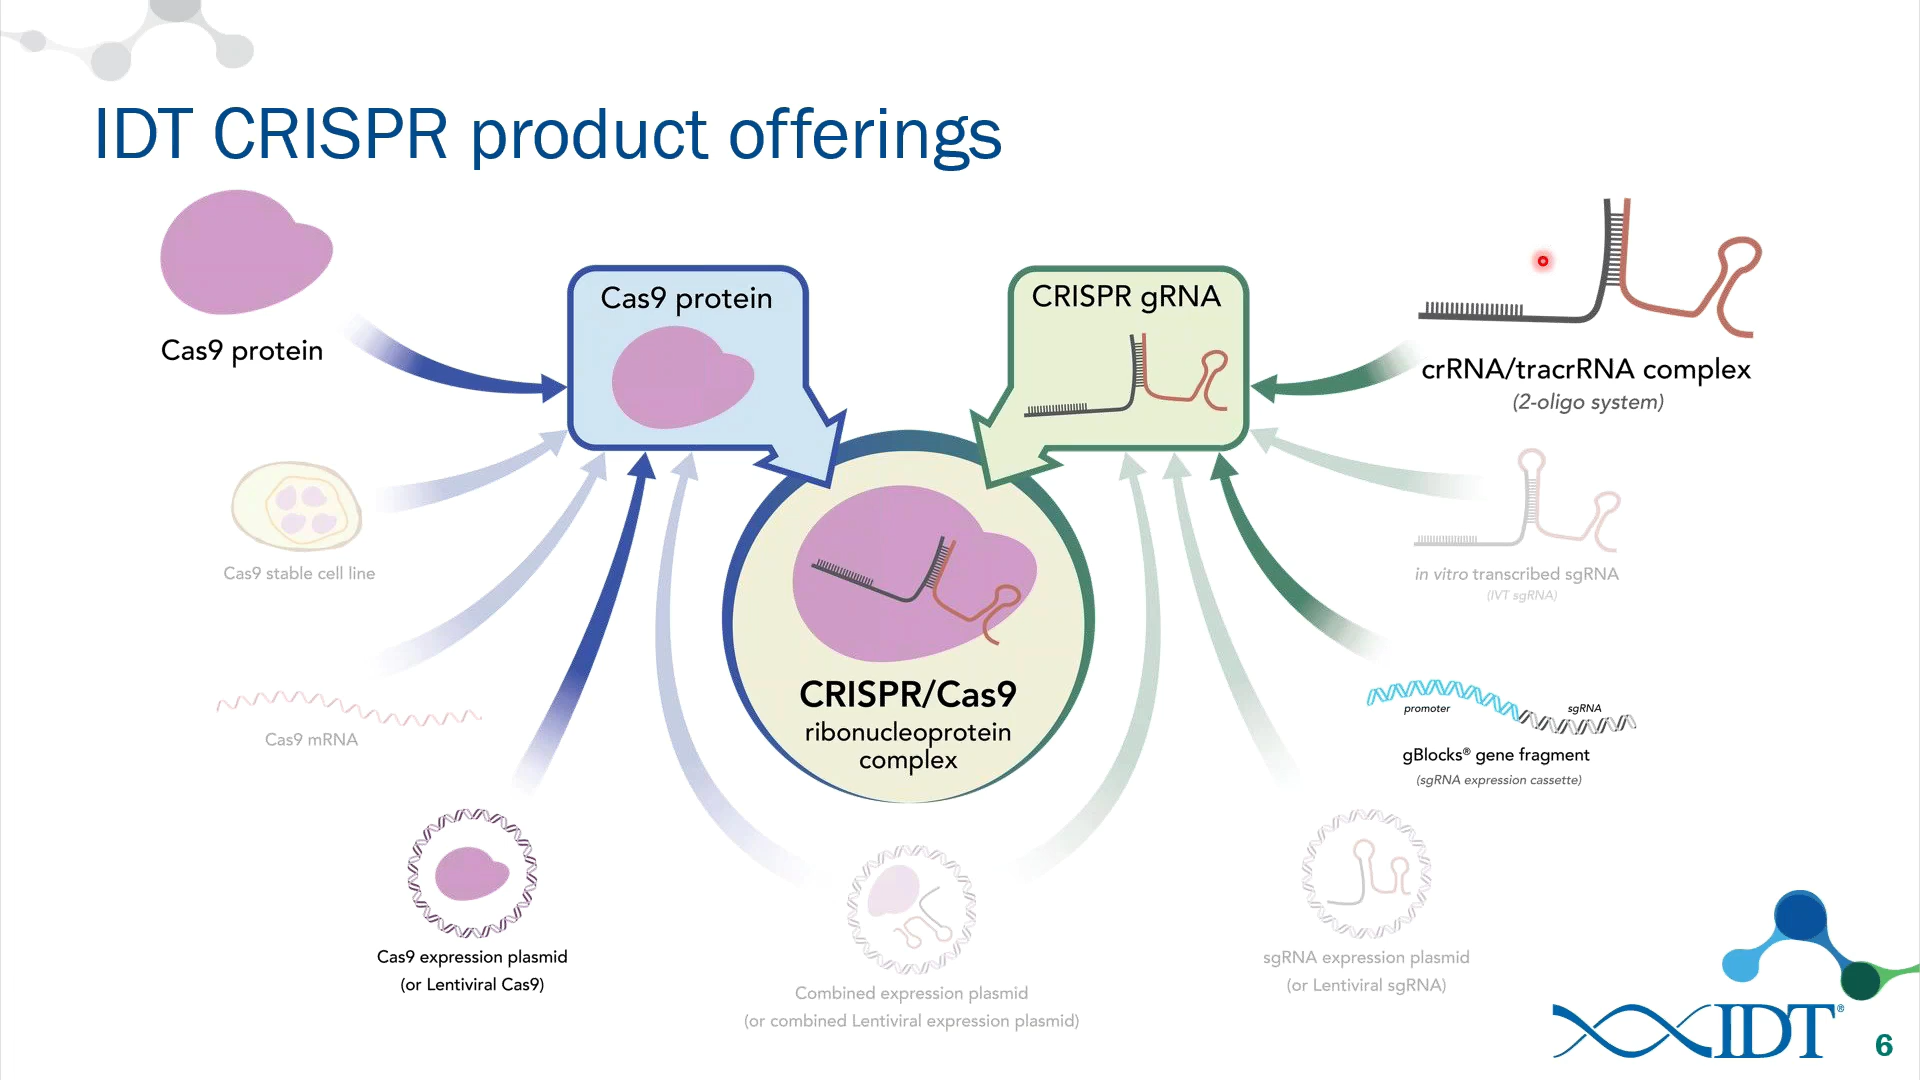 IDT CRISPR product offerings
Cas9 protein
Cas9 protein
CRISPR gRNA
crRNA/tracrRNA complex
(2-oligo system)
Cas9 stable cell line
in vitro transcribed sgRNA
(IVT sgRNA)
Cas9 mRNA
CRISPR/Cas9
ribonucleoprotein
complex
promoter
sgRNA
gBlocks® gene fragment
(sgRNA expression cassette)
Cas9 expression plasmid
(or Lentiviral Cas9)
Combined expression plasmid
(or combined Lentiviral expression plasmid)
sgRNA expression plasmid
(or Lentiviral sgRNA)
IDT®
6